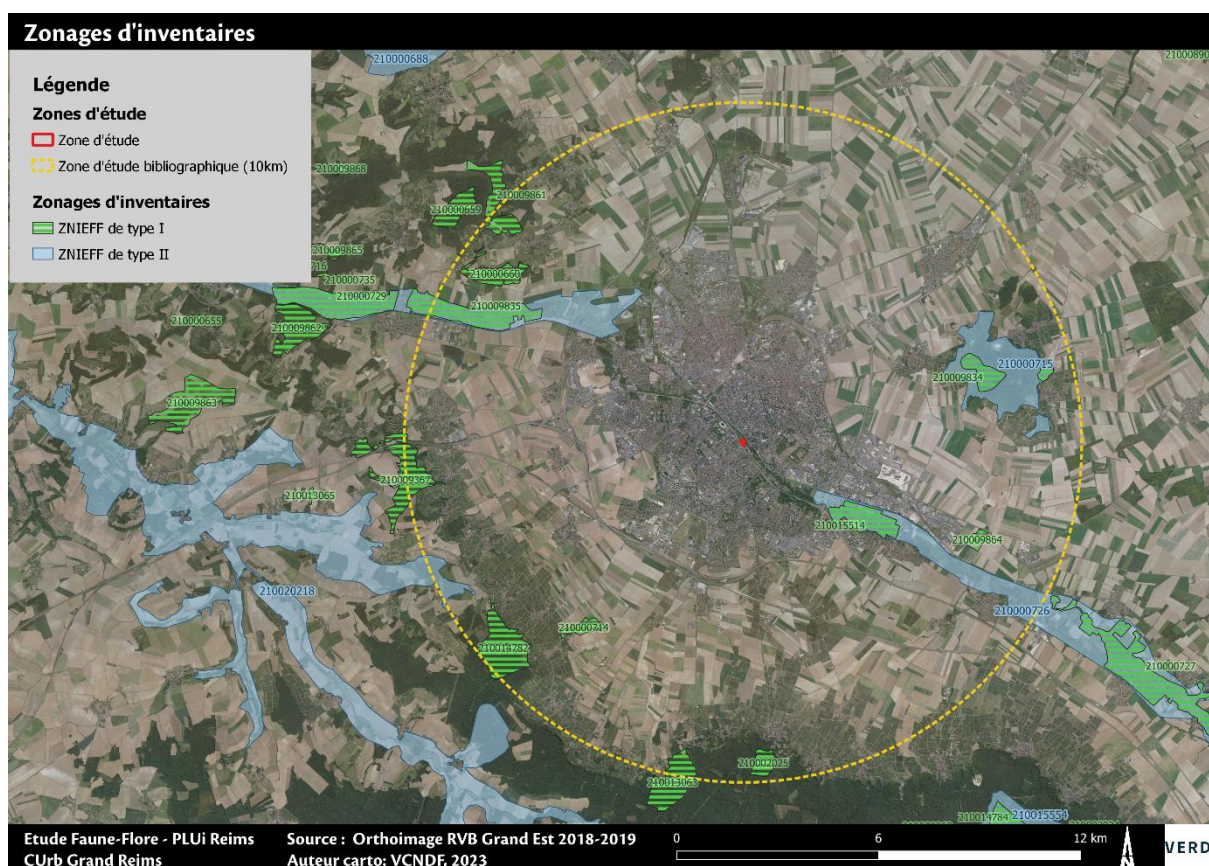 Zonages d'inventaires
Légende
Zones d'étude
Zone d'étude
Zone d'étude bibliographique (10km)
Zonages d'inventaires
ZNIEFF de type I
ZNIEFF de type II
210000688
210009868
210009861
210000659
210009865
716
210000735
210000660
210000729
210009835
210000655
210009862
210000715
210009834
210009863
210009367
210013065
210015514
210009864
210020218
210000726
210000714
210014782
210000727
210002025
210013063
210014784
210015554
Etude Faune-Flore - PLUi Reims
CUrb Grand Reims
Source : Orthoimage RVB Grand Est 2018-2019
Auteur carto: VCNDF, 2023
0 6 12 km
VERD